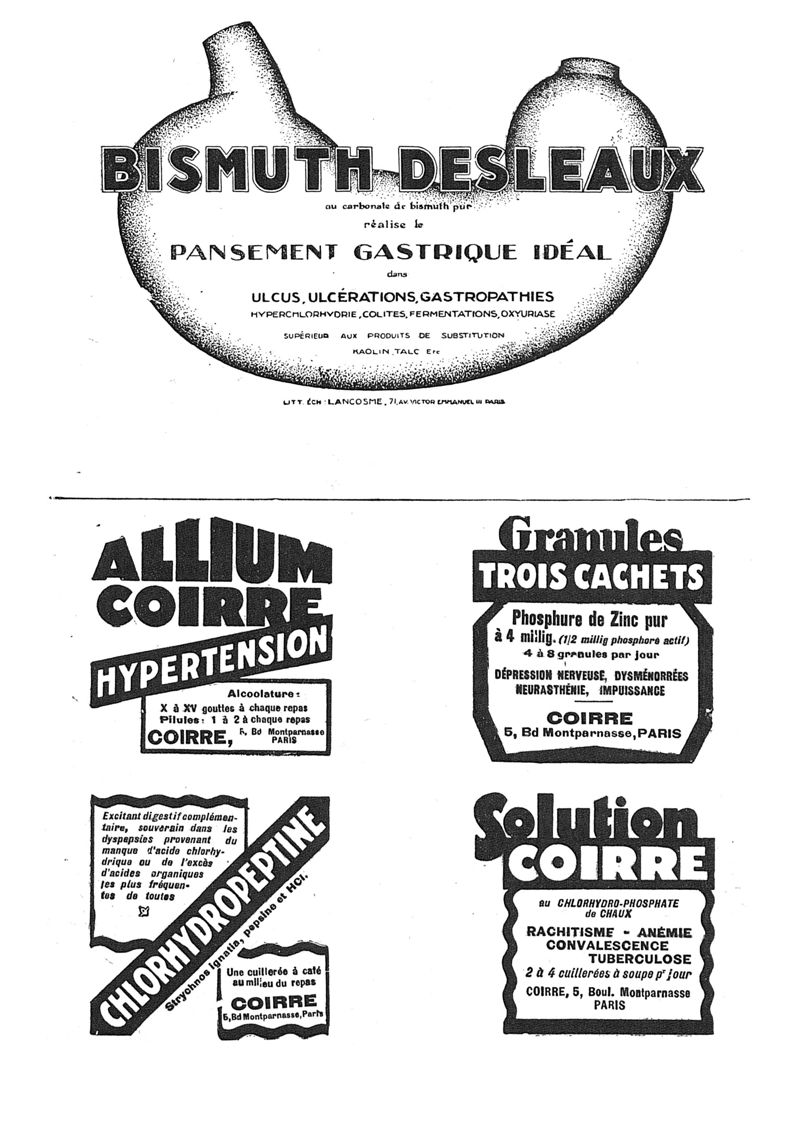 BISMUTH DESLEAUX
au carbonate de bismuth pur
réalise le
PANSEMENT GASTRIQUE IDÉAL
dans
ULCUS, ULCÉRATIONS, GASTROPATHIES
HYPERCHLORHYDRIE, COLITES, FERMENTATIONS, OXYURIASE
SUPÉRIEUR AUX PRODUITS DE SUBSTITUTION
KAOLIN, TALC Etc
LITT. ÉCH : LANCOSME, 71, AV. VICTOR EMMANUEL III PARIS
ALLIUM
COIRRE
HYPERTENSION
Alcoolature :
X à XV gouttes à chaque repas
Pilules : 1 à 2 à chaque repas
COIRRE, 5, Bd Montparnasse
PARIS
Granules
TROIS CACHETS
Phosphure de Zinc pur
à 4 millig. (1/2 millig phosphore actif)
4 à 8 granules par jour
DÉPRESSION NERVEUSE, DYSMÉNORRÉES
NEURASTHÉNIE, IMPUISSANCE
COIRRE
5, Bd Montparnasse, PARIS
Excitant digestif complémen-
taire, souverain dans les
dyspepsies provenant du
manque d'acide chlorhy-
drique ou de l'excès
d'acides organiques
les plus fréquen-
tes de toutes
CHLORHYDROPEPTINE
Strychnos ignatia, pepsine et HCl.
Une cuillerée à café
au milieu du repas
COIRRE
5, Bd Montparnasse, Paris
Solution
COIRRE
au CHLORHYDRO-PHOSPHATE
de CHAUX
RACHITISME - ANÉMIE
CONVALESCENCE
TUBERCULOSE
2 à 4 cuillerées à soupe pr jour
COIRRE, 5, Boul. Montparnasse
PARIS